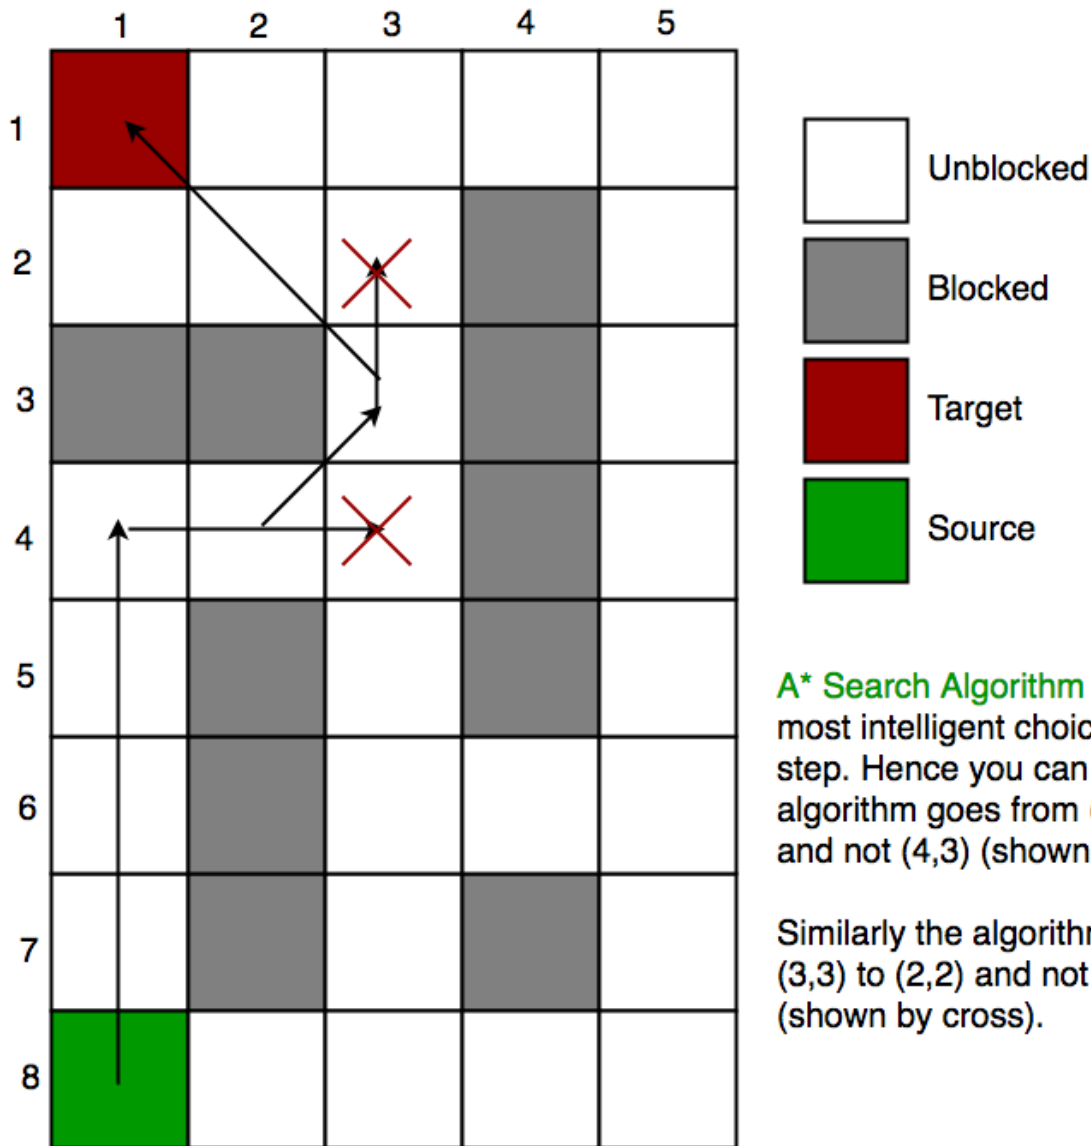 1 2 3 4 5
1
2
3
4
5
6
7
8
Unblocked
Blocked
Target
Source
A* Search Algorithm
most intelligent choic
step. Hence you can
algorithm goes from
and not (4,3) (shown
Similarly the algorithm
(3,3) to (2,2) and not
(shown by cross).